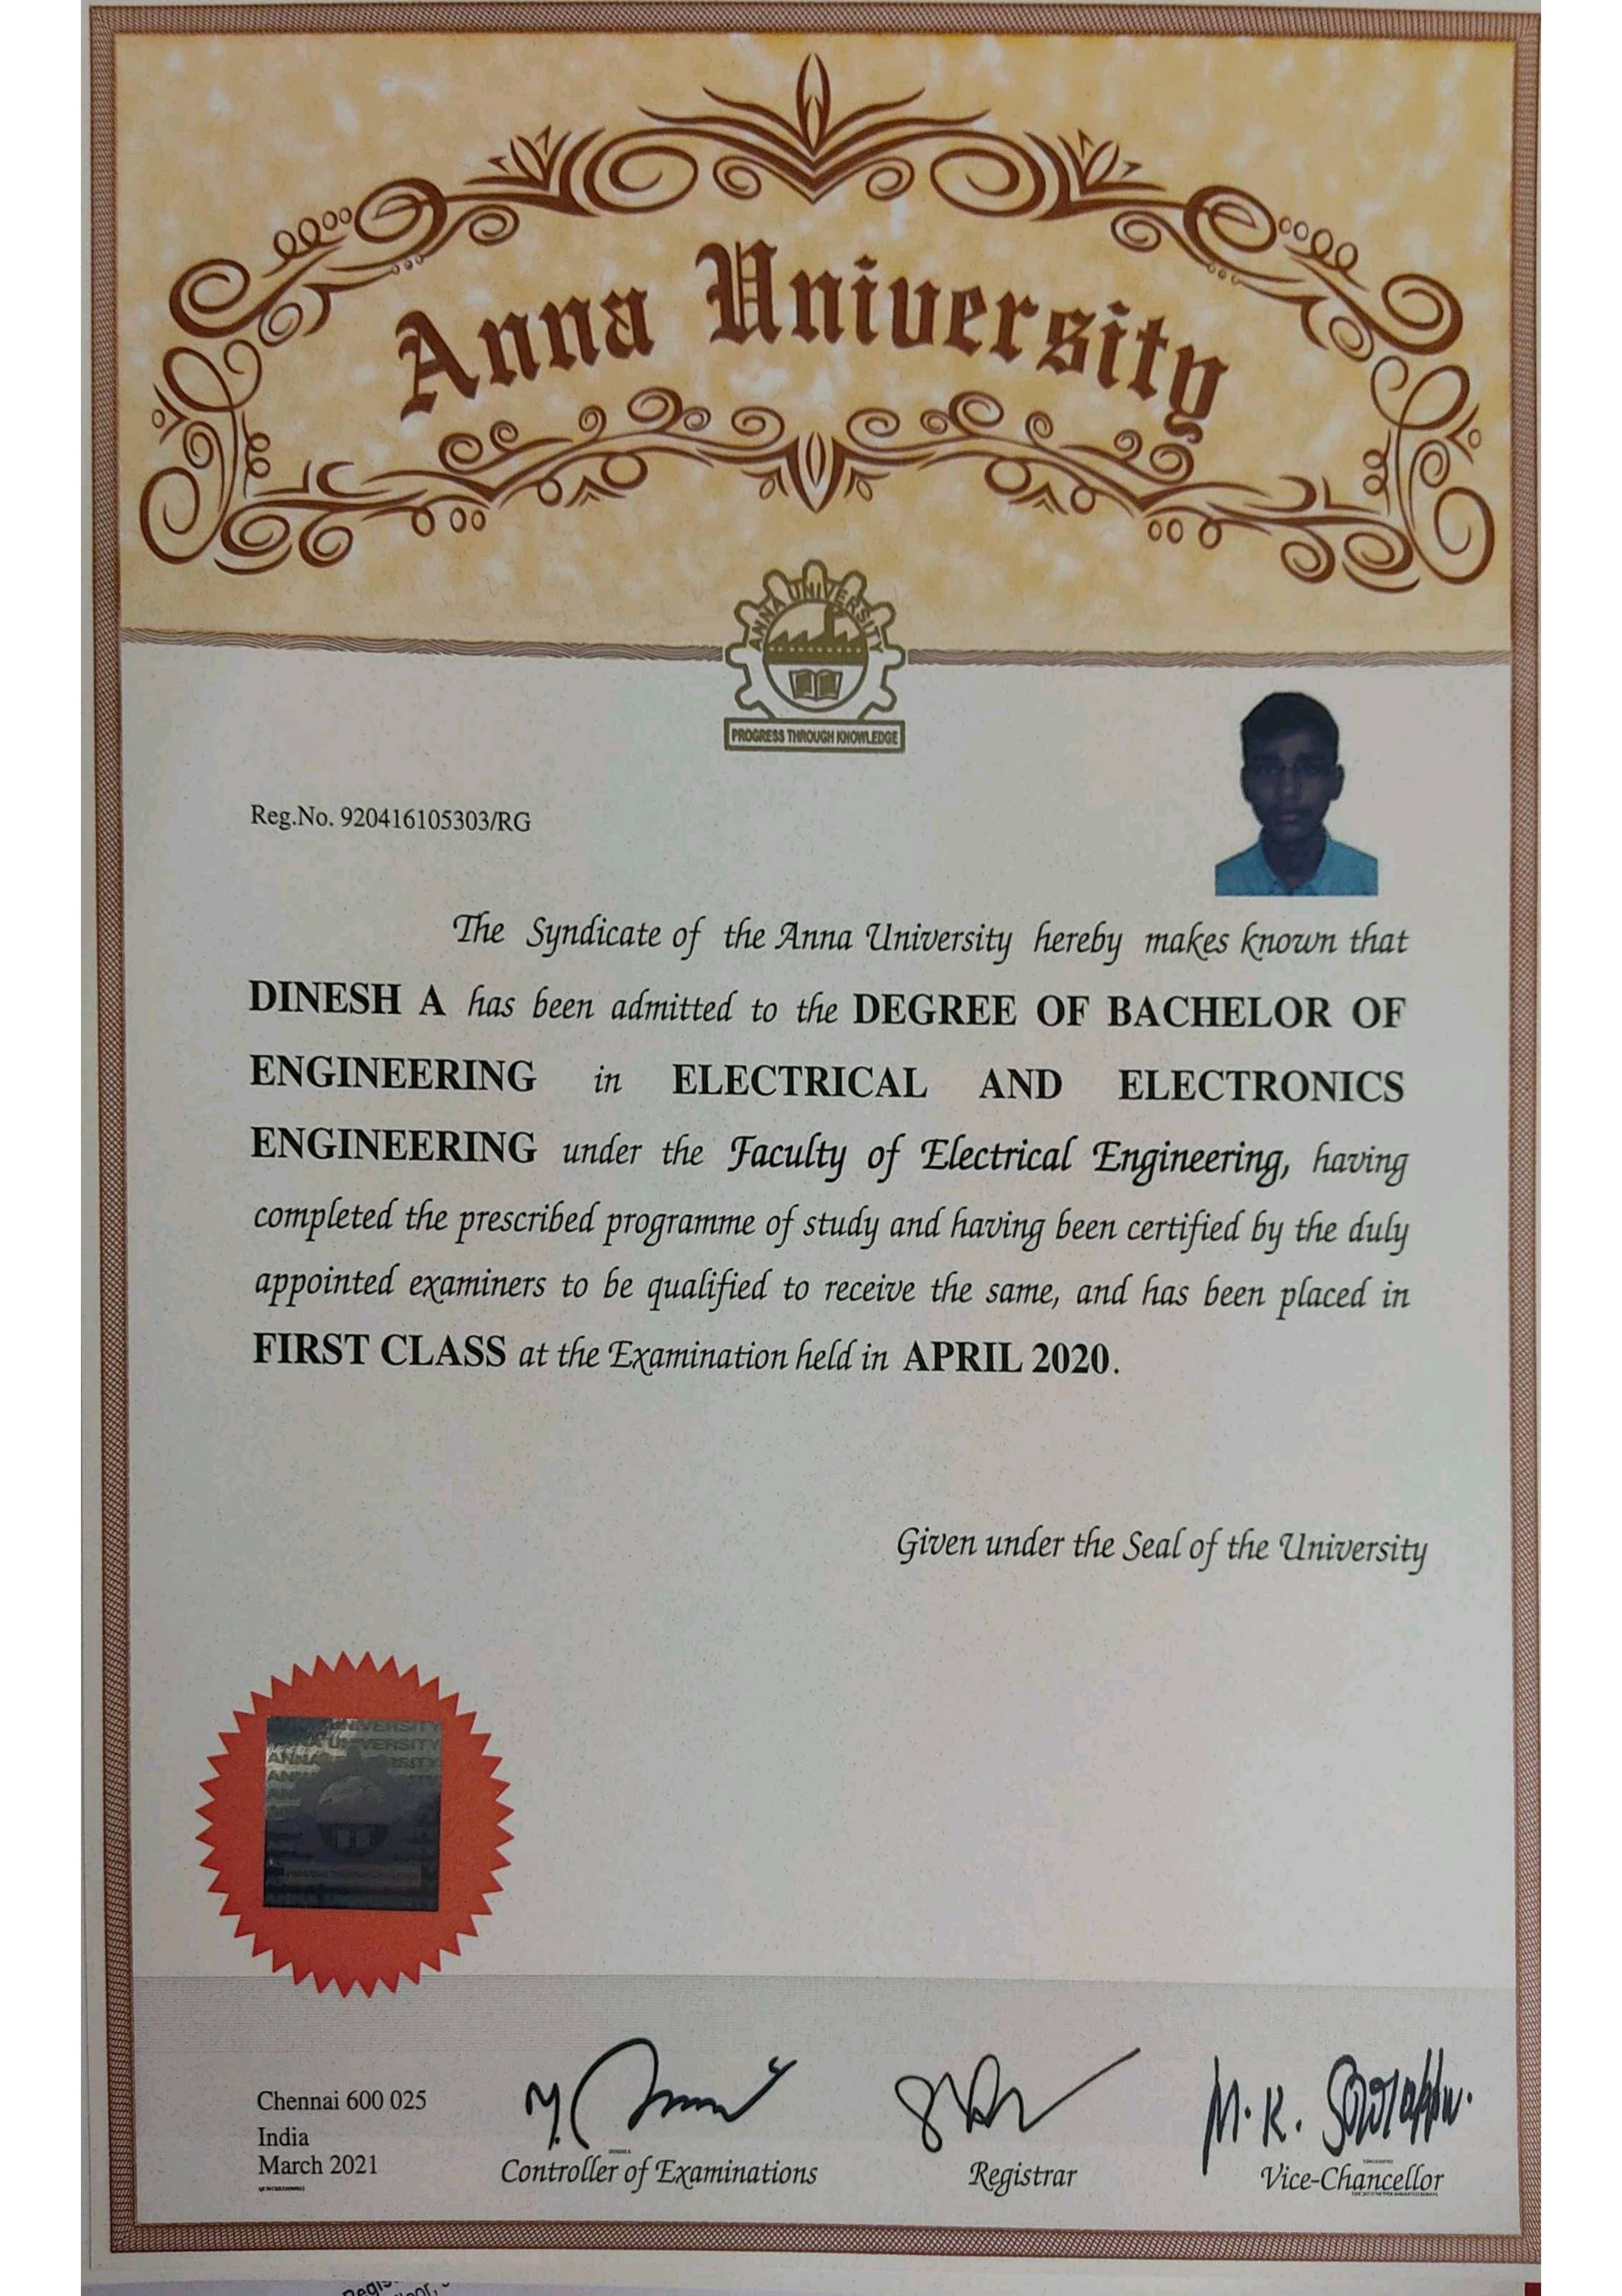 Anna University
ANNA UNIVERSITY
PROGRESS THROUGH KNOWLEDGE
Reg.No. 920416105303/RG
The Syndicate of the Anna University hereby makes known that
DINESH A has been admitted to the DEGREE OF BACHELOR OF
ENGINEERING in ELECTRICAL AND ELECTRONICS
ENGINEERING under the Faculty of Electrical Engineering, having
completed the prescribed programme of study and having been certified by the duly
appointed examiners to be qualified to receive the same, and has been placed in
FIRST CLASS at the Examination held in APRIL 2020.
Given under the Seal of the University
UNIVERSITY
ANNA UNIVERSITY
Chennai 600 025
India
March 2021
Controller of Examinations
Registrar
M. K.
Vice-Chancellor